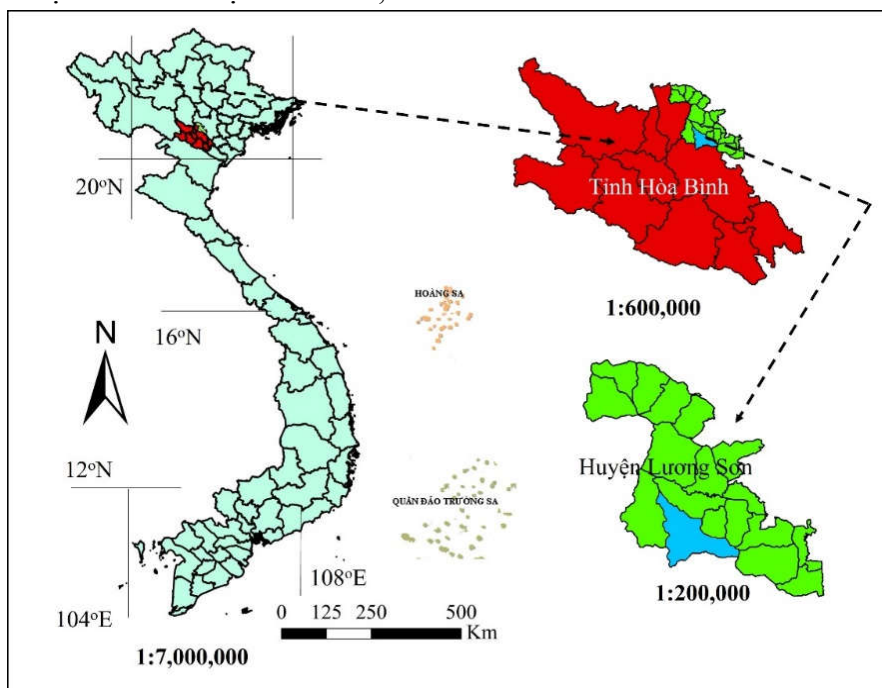 20°N
Tỉnh Hòa Bình
HOÀNG SA
1:600,000
16°N
N
Huyện Lương Sơn
12°N
QUẦN ĐẢO TRƯỜNG SA
108°E
1:200,000
104°E
0 125 250 500
Km
1:7,000,000